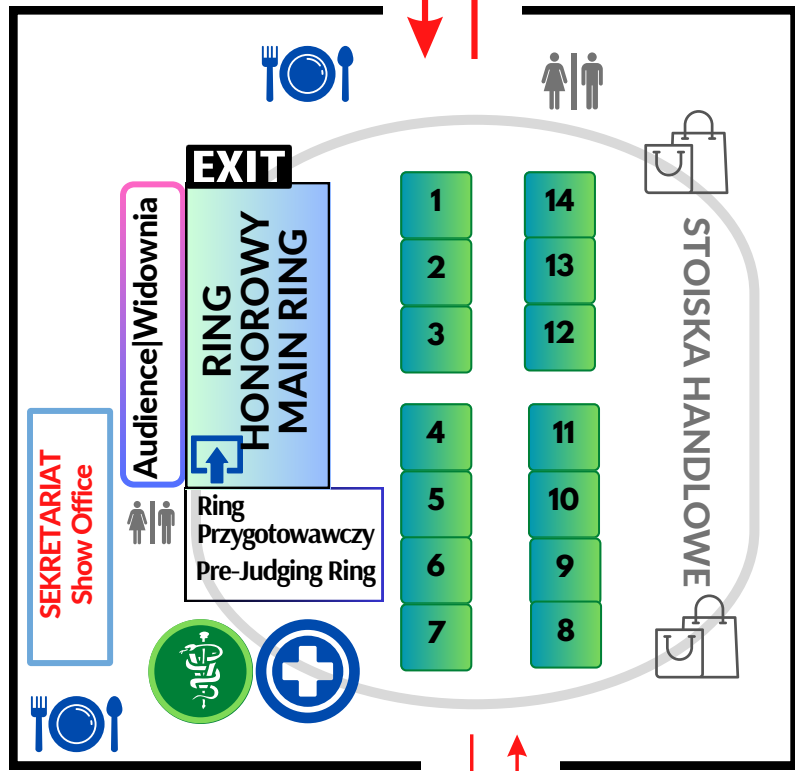 EXIT
Audience|Widownia
RING
HONOROWY
MAIN RING
1
2
3
4
5
6
7
14
13
12
11
10
9
8
STOISKA HANDLOWE
SEKRETARIAT
Show Office
Ring
Przygotowawczy
Pre-Judging Ring